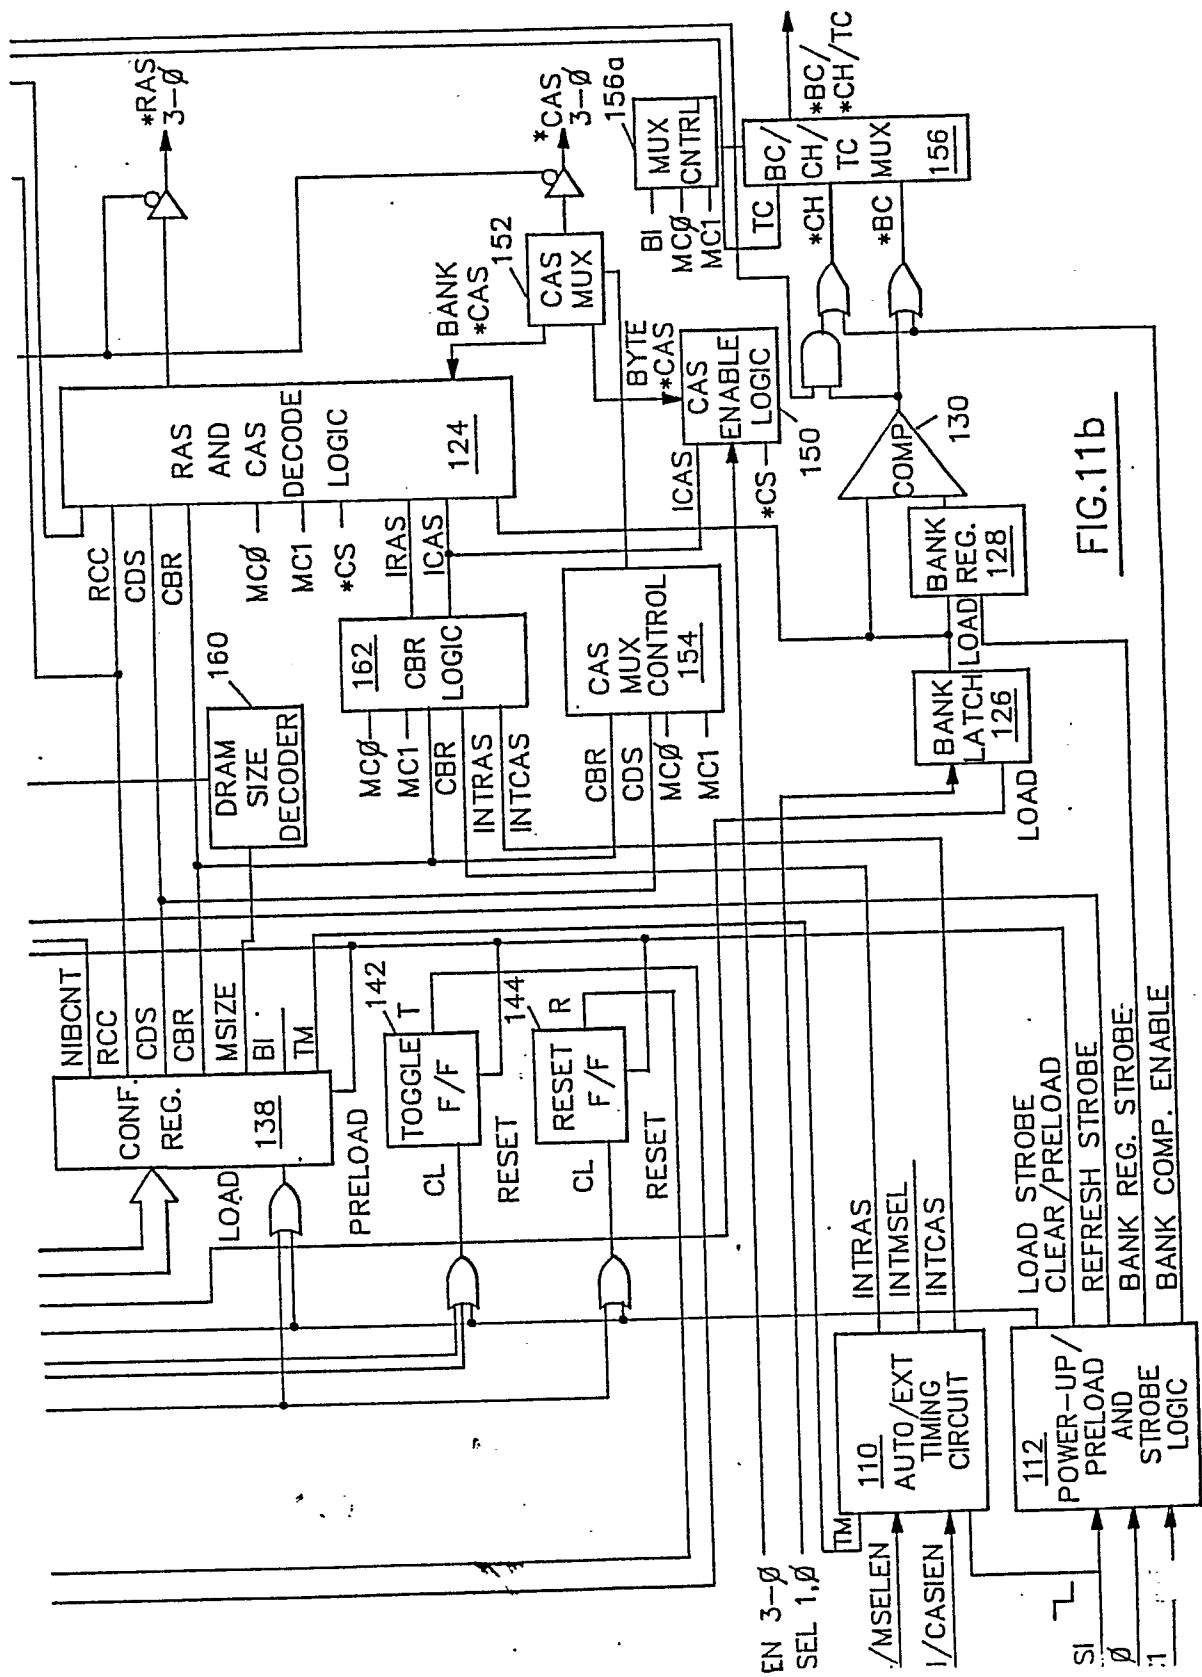 *RAS
3-Ø
*CAS
3-Ø
156a
MUX
CNTRL
BI
MCØ
MC1
BC/
CH/
TC
MUX
156
TC
*CH
*BC
*BC/
*CH/TC
152
CAS
MUX
BANK
*CAS
BYTE
*CAS
RAS
AND
CAS
DECODE
LOGIC
124
RCC
CDS
CBR
MCØ
MC1
*CS
IRAS
ICAS
CAS
ENABLE
LOGIC
150
ICAS
*CS
COMP
130
BANK
REG.
128
LOAD
BANK
LATCH
126
LOAD
160
DRAM
SIZE
DECODER
162
CBR
LOGIC
MCØ
MC1
CBR
INTRAS
INTCAS
CAS
MUX
CONTROL
154
CBR
CDS
MCØ
MC1
NIBCNT
RCC
CDS
CBR
MSIZE
BI
TM
CONF.
REG.
138
LOAD
PRELOAD
142
TOGGLE
F/F
T
CL
RESET
144
RESET
F/F
R
CL
RESET
INTRAS
INTMSEL
INTCAS
110
AUTO/EXT
TIMING
CIRCUIT
TM
LOAD STROBE
CLEAR/PRELOAD
REFRESH STROBE
BANK REG. STROBE
BANK COMP. ENABLE
112
POWER-UP/
PRELOAD
AND
STROBE
LOGIC
EN 3-Ø
SEL 1,Ø
/MSELEN
I/CASIEN
SI
Ø
:1
FIG.11b